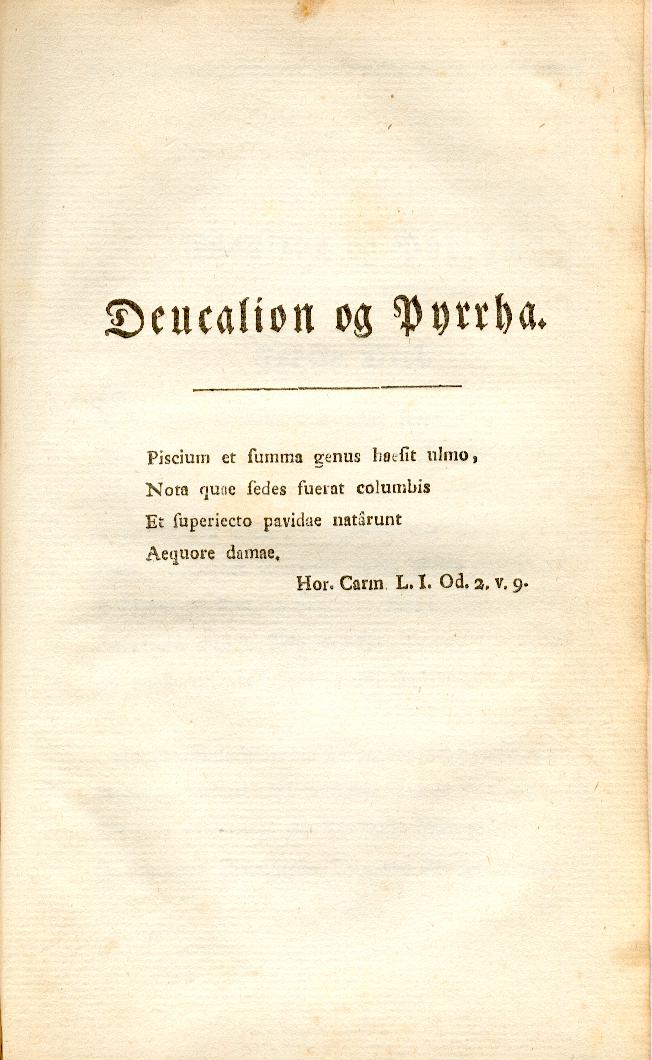 Deucalion og Pyrrha.
Piscium et ſumma genus haeſit ulmo,
Nota quae ſedes fuerat columbis
Et ſuperiecto pavidae natârunt
Aequore damae.
Hor. Carm. L. I. Od. 2. v. 9.